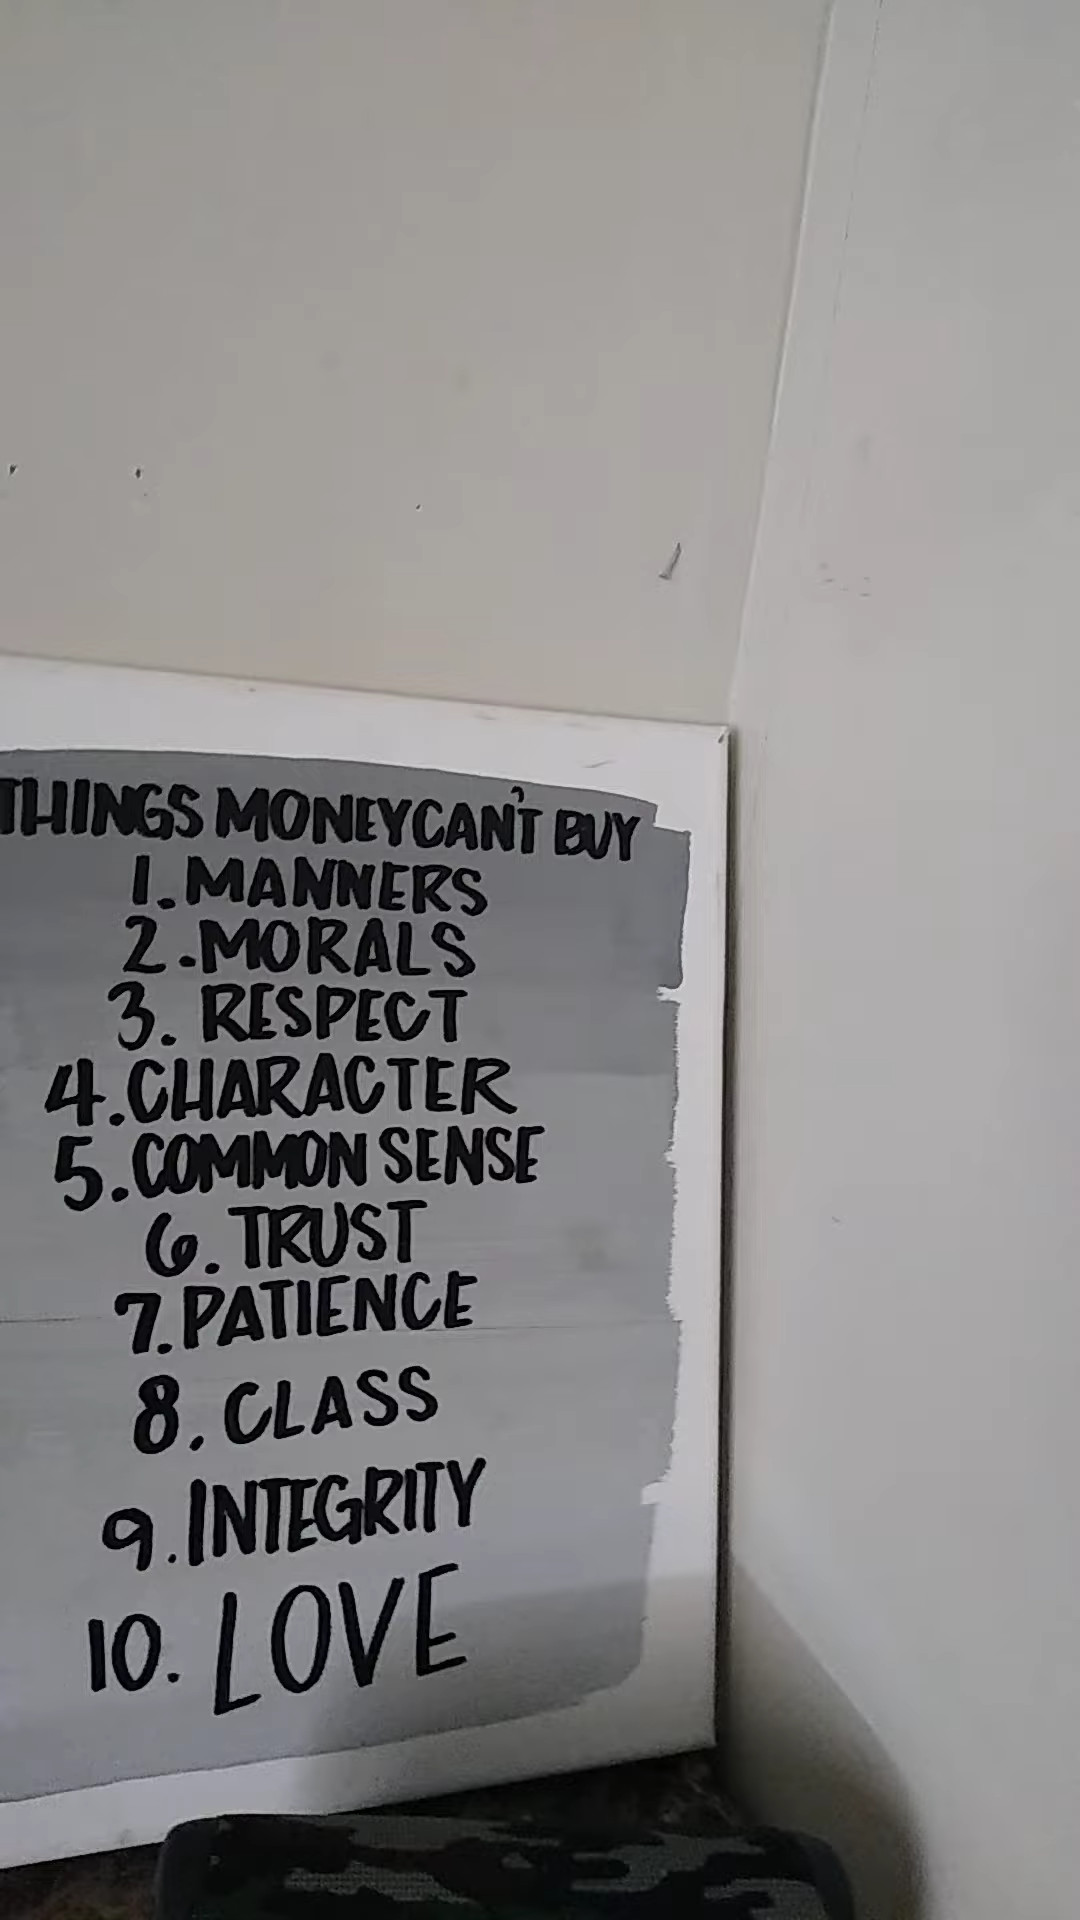 THINGS MONEY CAN'T BUY
1. MANNERS
2. MORALS
3. RESPECT
4. CHARACTER
5. COMMON SENSE
6. TRUST
7. PATIENCE
8. CLASS
9. INTEGRITY
10. LOVE